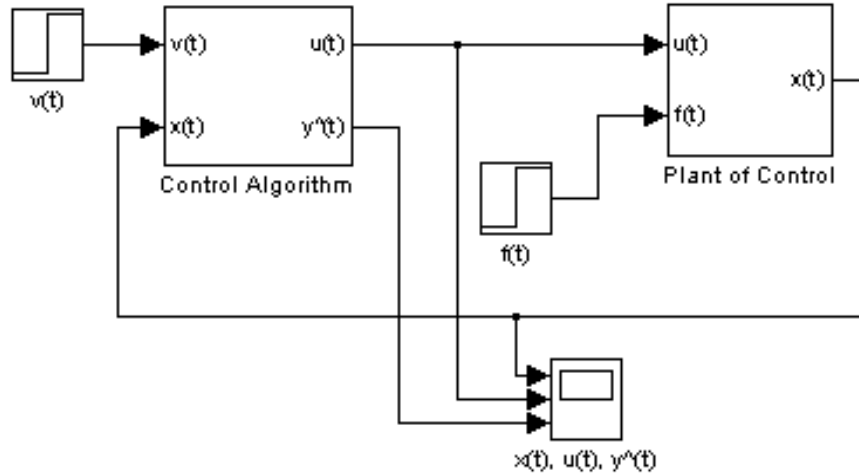 v(t)
u(t)
x(t)
y^(t)
v(t)
Control Algorithm
u(t)
x(t)
f(t)
Plant of Control
f(t)
x(t), u(t), y^(t)